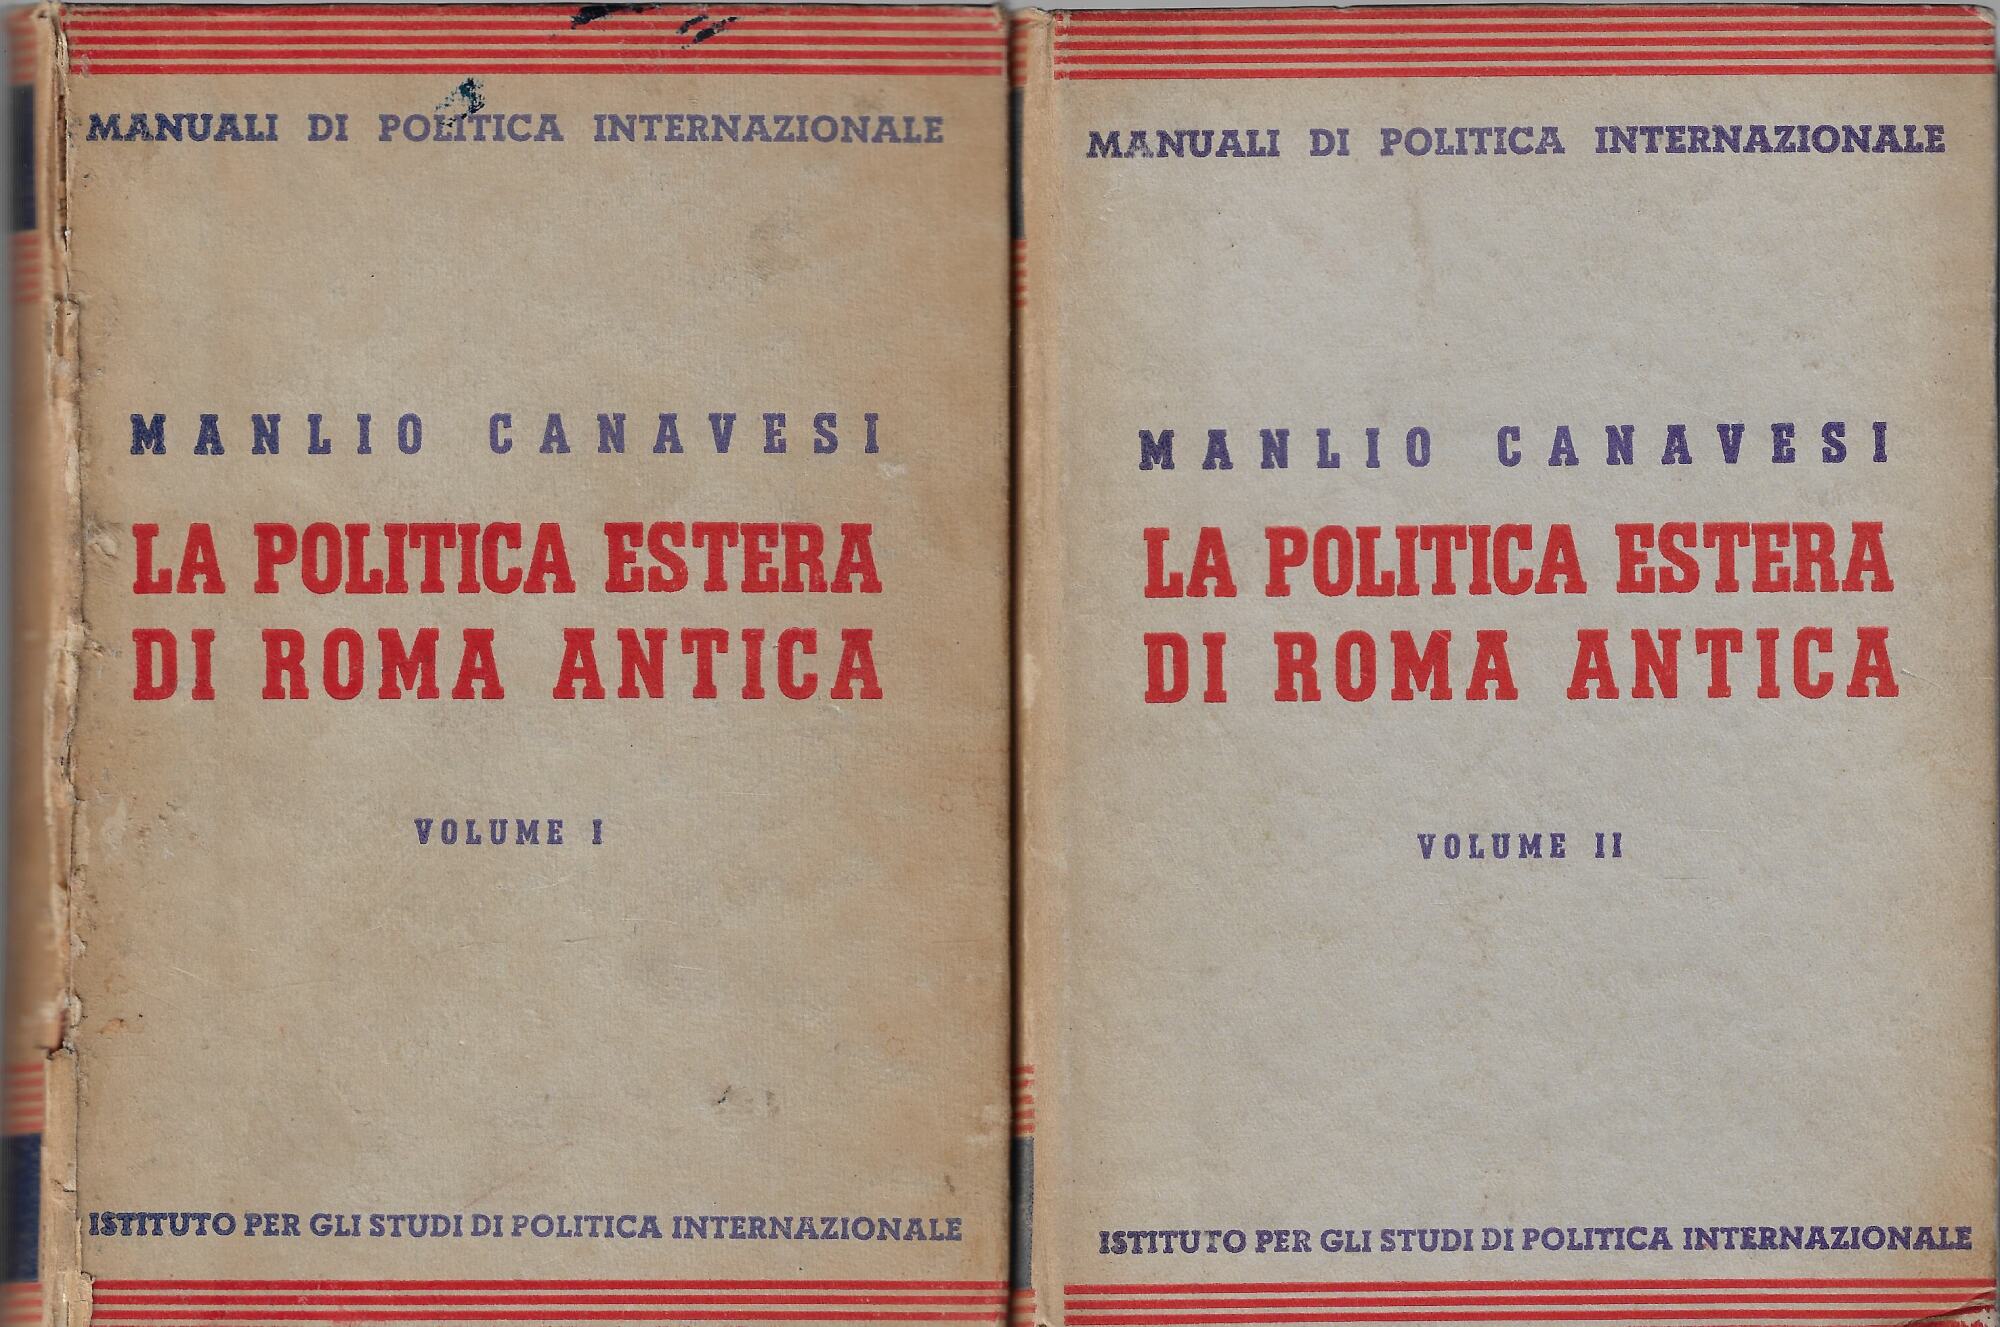 MANUALI DI POLITICA INTERNAZIONALE
MANLIO CANAVESI
LA POLITICA ESTERA
DI ROMA ANTICA
VOLUME I
ISTITUTO PER GLI STUDI DI POLITICA INTERNAZIONALE
MANUALI DI POLITICA INTERNAZIONALE
MANLIO CANAVESI
LA POLITICA ESTERA
DI ROMA ANTICA
VOLUME II
ISTITUTO PER GLI STUDI DI POLITICA INTERNAZIONALE